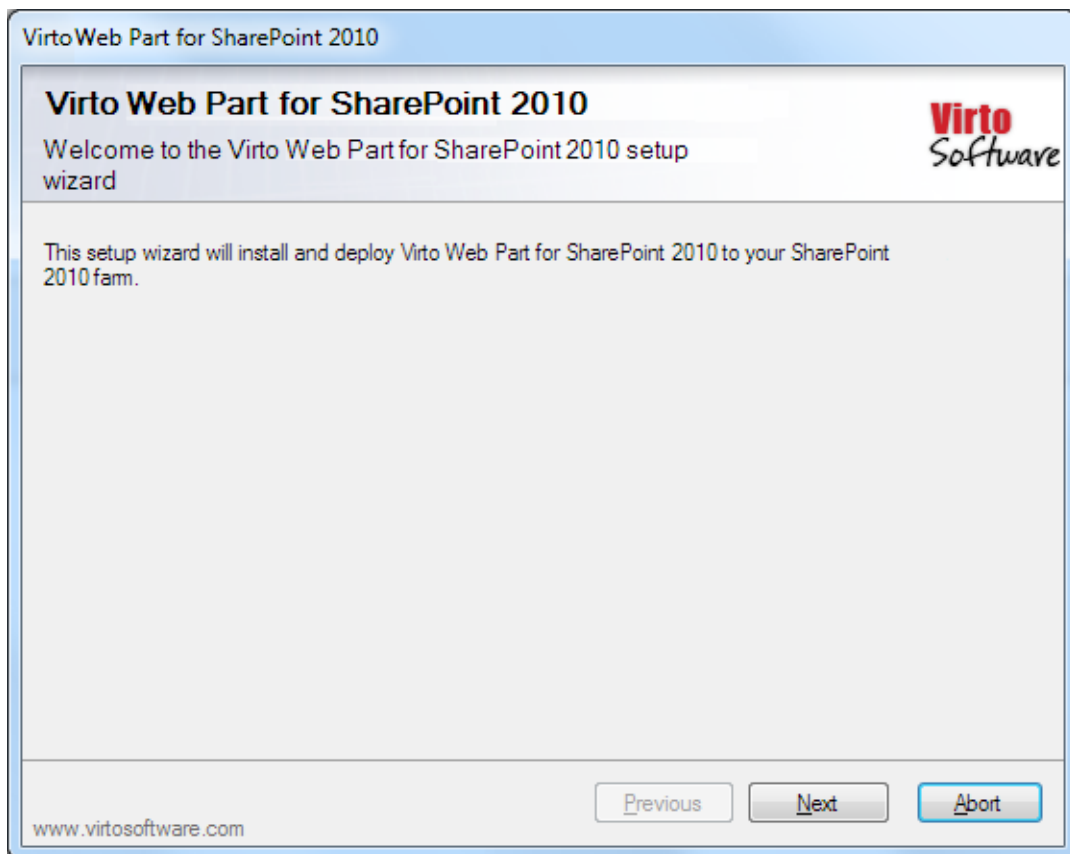 VirtoWeb Part for SharePoint 2010
Virto Web Part for SharePoint 2010
Welcome to the Virto Web Part for SharePoint 2010 setup
wizard
Virto
Software
This setup wizard will install and deploy Virto Web Part for SharePoint 2010 to your SharePoint
2010 farm.
Previous
Next
Abort
www.virtosoftware.com